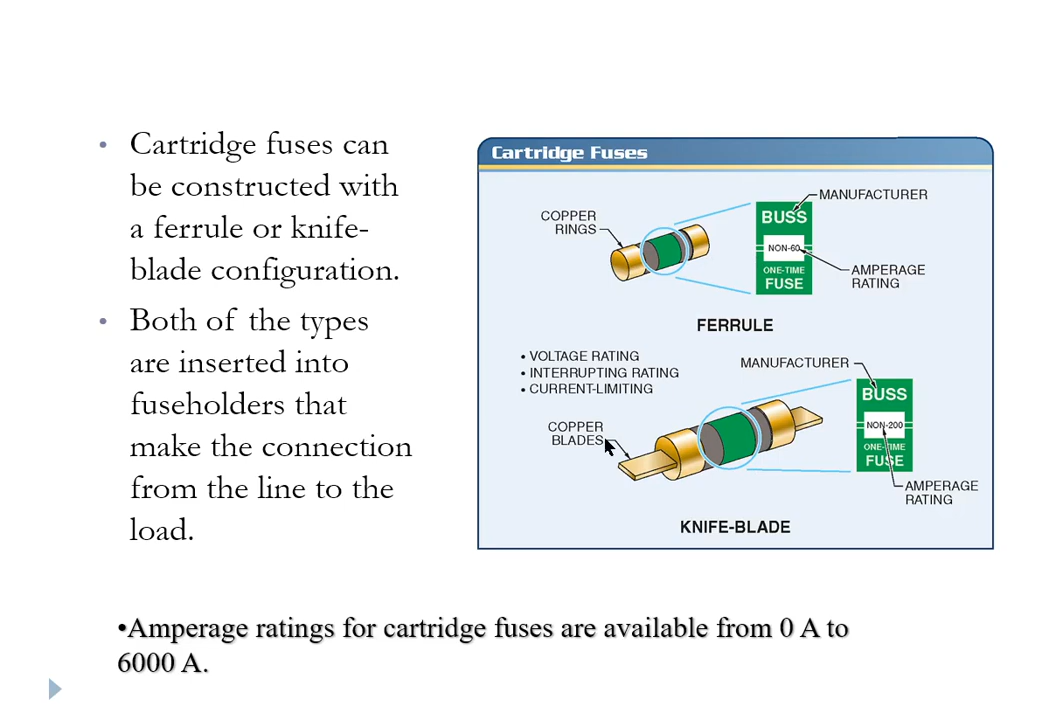 • Cartridge fuses can
be constructed with
a ferrule or knife-
blade configuration.
• Both of the types
are inserted into
fuseholders that
make the connection
from the line to the
load.
Cartridge Fuses
MANUFACTURER
COPPER
RINGS
BUSS
NON-60
ONE-TIME
FUSE
AMPERAGE
RATING
FERRULE
• VOLTAGE RATING
• INTERRUPTING RATING
• CURRENT-LIMITING
MANUFACTURER
COPPER
BLADES
BUSS
NON-200
ONE-TIME
FUSE
AMPERAGE
RATING
KNIFE-BLADE
•Amperage ratings for cartridge fuses are available from 0 A to
6000 A.